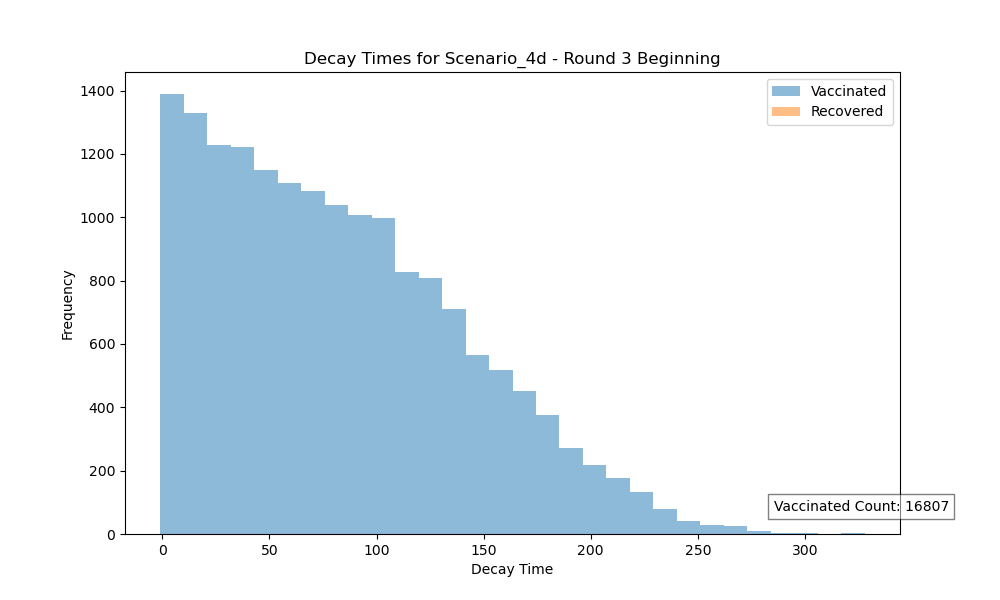 Decay Times for Scenario_4d - Round 3 Beginning
Vaccinated
Recovered
1400
1200
1000
800
600
400
200
0
Frequency
Vaccinated Count: 16807
0 50 100 150 200 250 300
Decay Time